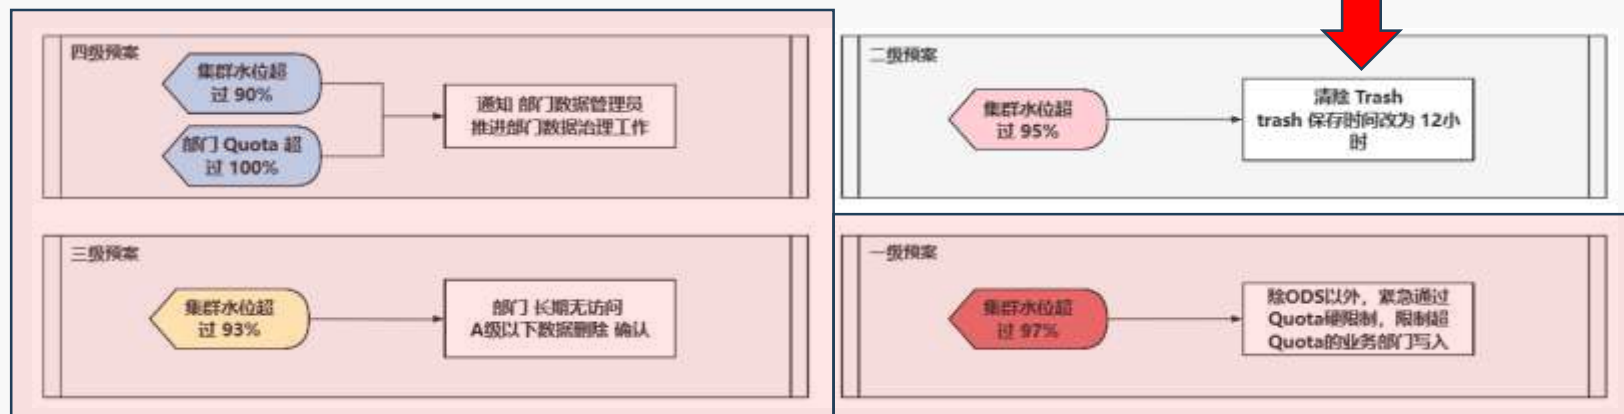 四级预案
集群水位超
过 90%
部门 Quota 超
过 100%
通知 部门数据管理员
推进部门数据治理工作
二级预案
集群水位超
过 95%
清除 Trash
trash 保存时间改为 12小
时
三级预案
集群水位超
过 93%
部门 长期无访问
A级以下数据删除 确认
一级预案
集群水位超
过 97%
除ODS以外，紧急通过
Quota硬限制，限制超
Quota的业务部门写入